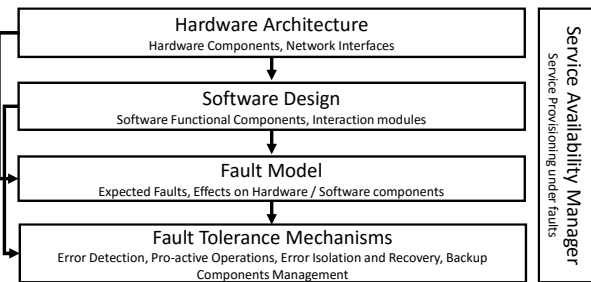 Hardware Architecture
Hardware Components, Network Interfaces
Software Design
Software Functional Components, Interaction modules
Fault Model
Expected Faults, Effects on Hardware / Software components
Fault Tolerance Mechanisms
Error Detection, Pro-active Operations, Error Isolation and Recovery, Backup
Components Management
Service Availability Manager
Service Provisioning under faults